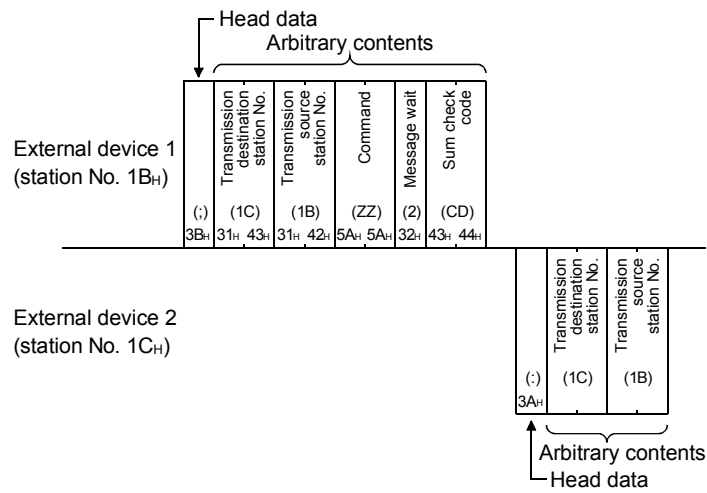 Head data
Arbitrary contents
External device 1
(station No. 1BH)
Transmission
destination
station No.
Transmission
source
station No.
Command
Message wait
Sum check
code
(;) (1C) (1B) (ZZ) (2) (CD)
3BH 31H 43H 31H 42H 5AH 5AH 32H 43H 44H
External device 2
(station No. 1CH)
Transmission
destination
station No.
Transmission
source
station No.
(:) (1C) (1B)
3AH
Arbitrary contents
Head data